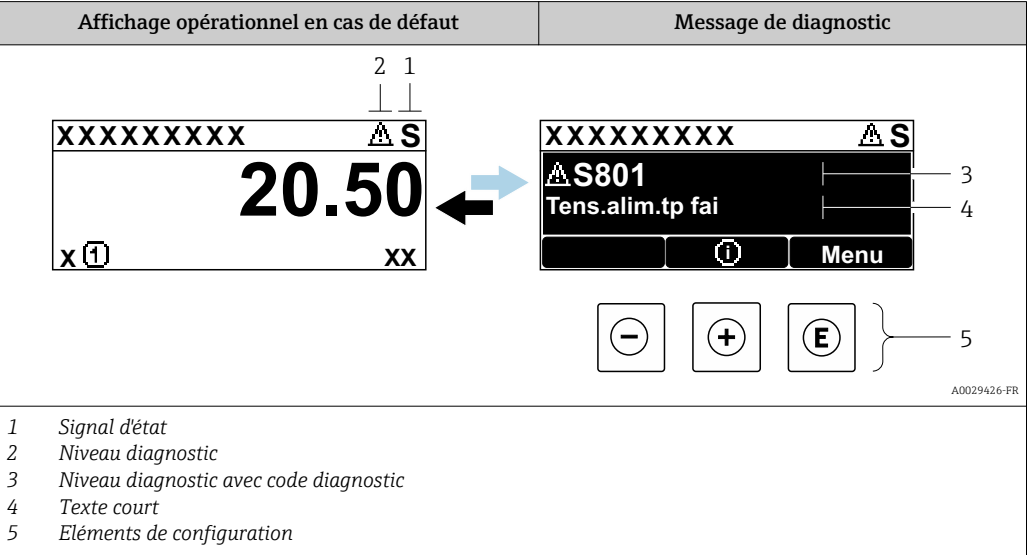 Affichage opérationnel en cas de défaut
Message de diagnostic
2 1
XXXXXXXXX ⚠ S
20.50
x ① xx
XXXXXXXXX ⚠ S
⚠S801
Tens.alim.tp fai
ⓘ Menu
3
4
− + E
5
A0029426-FR
1 Signal d'état
2 Niveau diagnostic
3 Niveau diagnostic avec code diagnostic
4 Texte court
5 Eléments de configuration